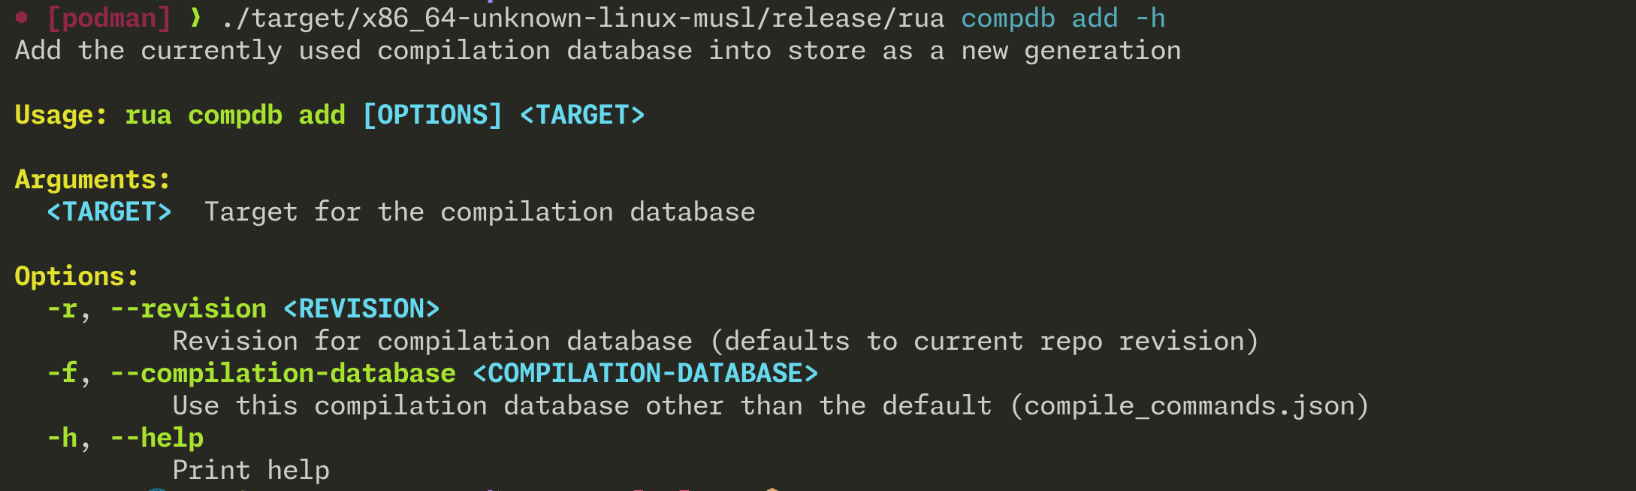 [podman] ❯ ./target/x86_64-unknown-linux-musl/release/rua compdb add -h
Add the currently used compilation database into store as a new generation
Usage: rua compdb add [OPTIONS] <TARGET>
Arguments:
<TARGET>  Target for the compilation database
Options:
-r, --revision <REVISION>
Revision for compilation database (defaults to current repo revision)
-f, --compilation-database <COMPILATION-DATABASE>
Use this compilation database other than the default (compile_commands.json)
-h, --help
Print help